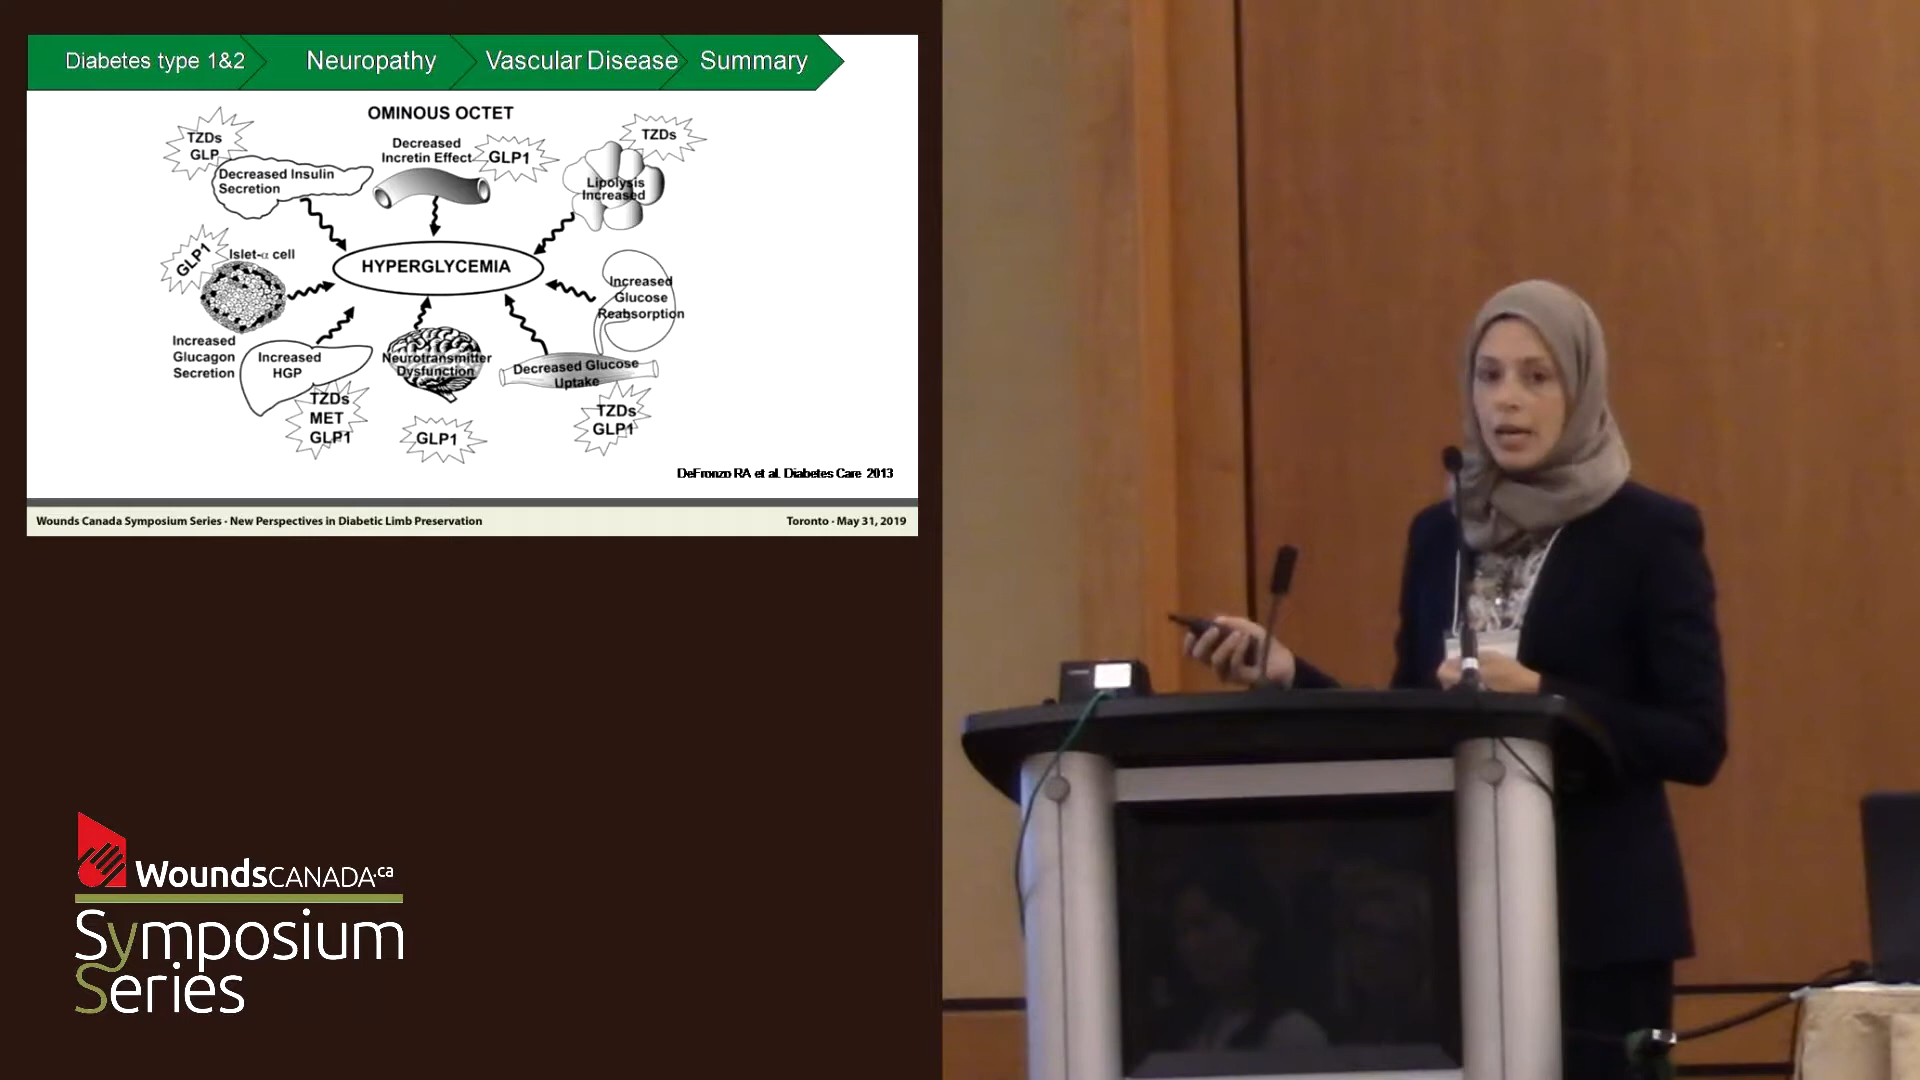 Diabetes type 1&2
Neuropathy
Vascular Disease
Summary
OMINOUS OCTET
TZDs
GLP
Decreased Insulin
Secretion
Decreased
Incretin Effect
GLP1
TZDs
Lipolysis
Increased
GLP1
Islet-α cell
HYPERGLYCEMIA
Increased
Glucose
Reabsorption
Increased
Glucagon
Secretion
Increased
HGP
Neurotransmitter
Dysfunction
Decreased Glucose
Uptake
TZDs
MET
GLP1
GLP1
TZDs
GLP1
DeFronzo RA et al. Diabetes Care 2013
Wounds Canada Symposium Series - New Perspectives in Diabetic Limb Preservation
Toronto - May 31, 2019
WoundsCANADA.ca
Symposium
Series